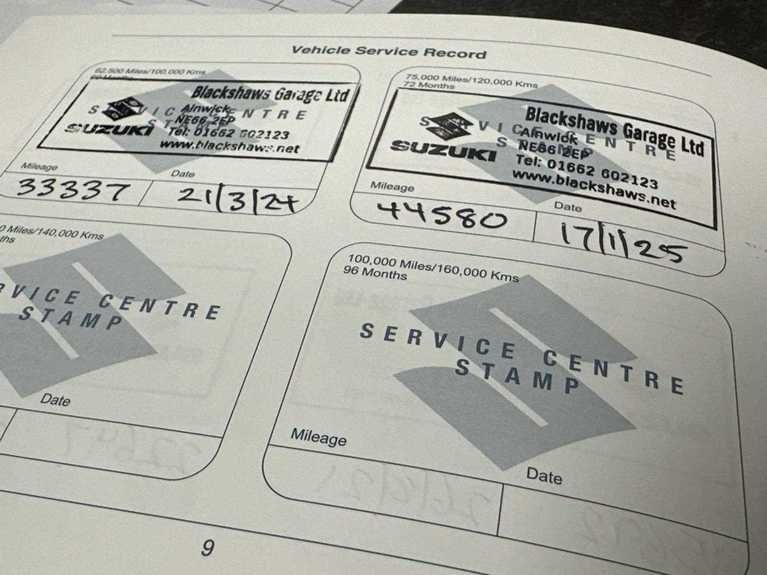 Vehicle Service Record
62,500 Miles/100,000 Kms
Blackshaws Garage Ltd
Alnwick
NE66 2EP
SUZUKI
Tel: 01662 602123
www.blackshaws.net
Mileage
Date
33337
21/3/24
75,000 Miles/120,000 Kms
72 Months
Blackshaws Garage Ltd
Alnwick
SERVICE CENTRE
NE66 2EP
SUZUKI
Tel: 01662 602123
www.blackshaws.net
Mileage
Date
44580
17/1/25
0 Miles/140,000 Kms
SERVICE CENTRE
STAMP
Date
100,000 Miles/160,000 Kms
96 Months
SERVICE CENTRE
STAMP
Mileage
Date
9